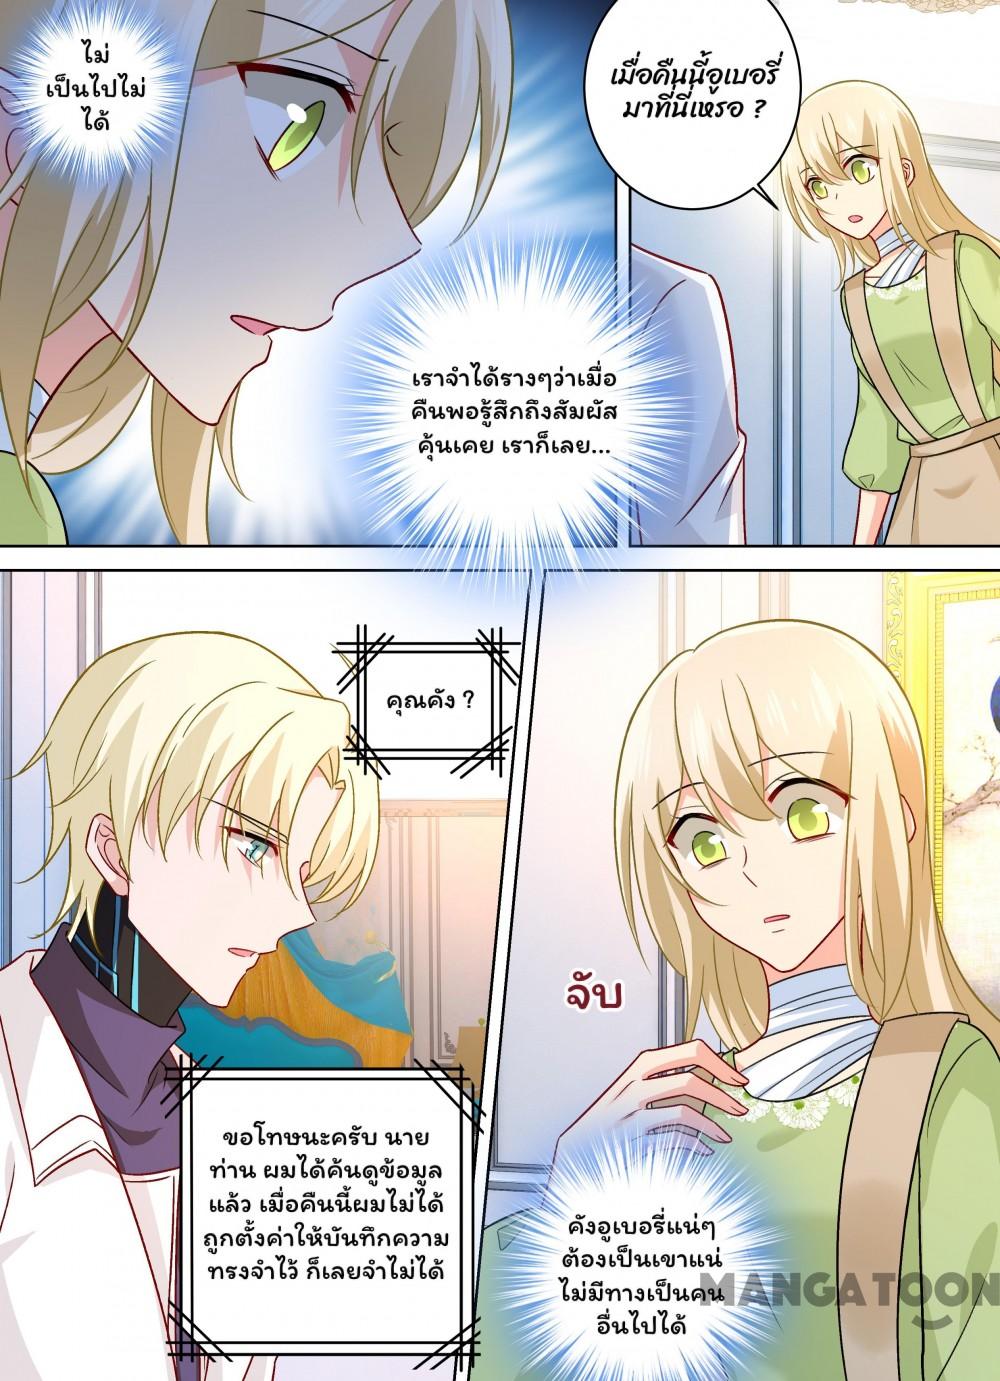 ไม่
เป็นไปไม่
ได้
เมื่อคืนนี้อูเบอรี่
มาที่นี่เหรอ ?
เราจำได้รางๆว่าเมื่อ
คืนพอรู้สึกถึงสัมผัส
คุ้นเคย เราก็เลย...
คุณคัง ?
ขอโทษนะครับ นาย
ท่าน ผมได้ค้นดูข้อมูล
แล้ว เมื่อคืนนี้ผมไม่ได้
ถูกตั้งค่าให้บันทึกความ
ทรงจำไว้ ก็เลยจำไม่ได้
จับ
คังอูเบอรี่แน่ๆ
ต้องเป็นเขาแน่
ไม่มีทางเป็นคน
อื่นไปได้
MANGATOON